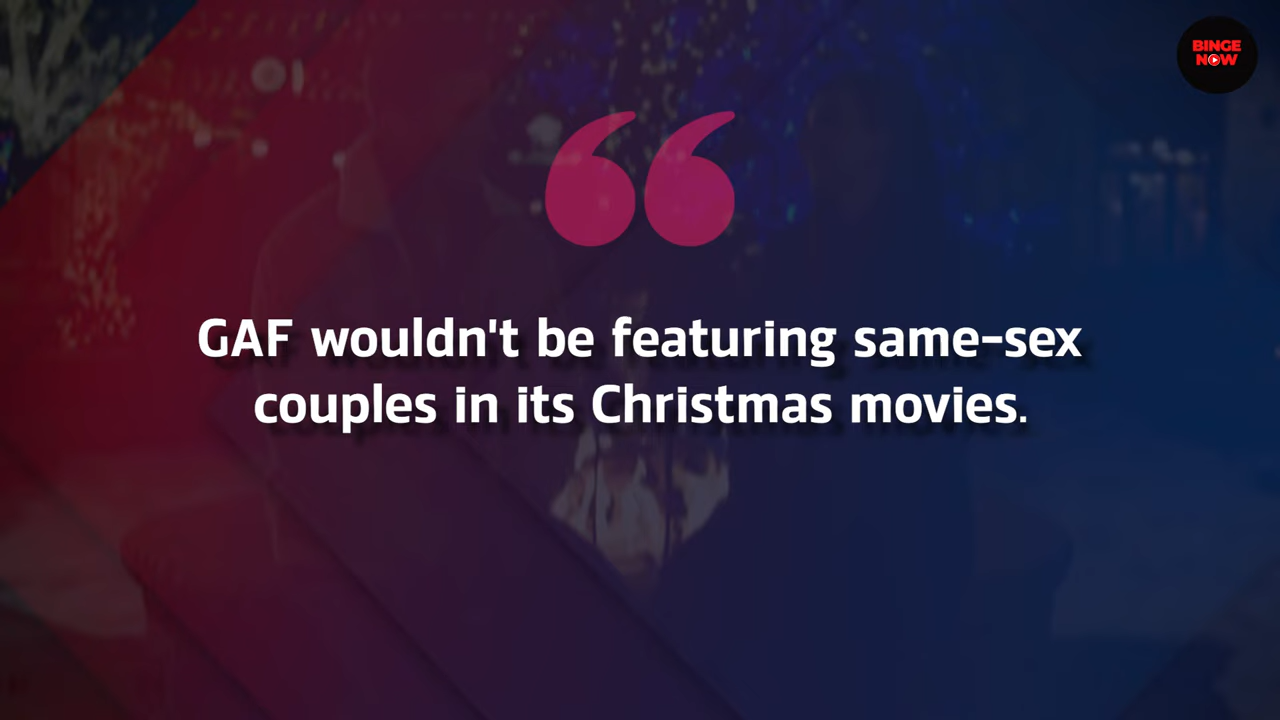 BINGE
NOW
GAF wouldn't be featuring same-sex
couples in its Christmas movies.